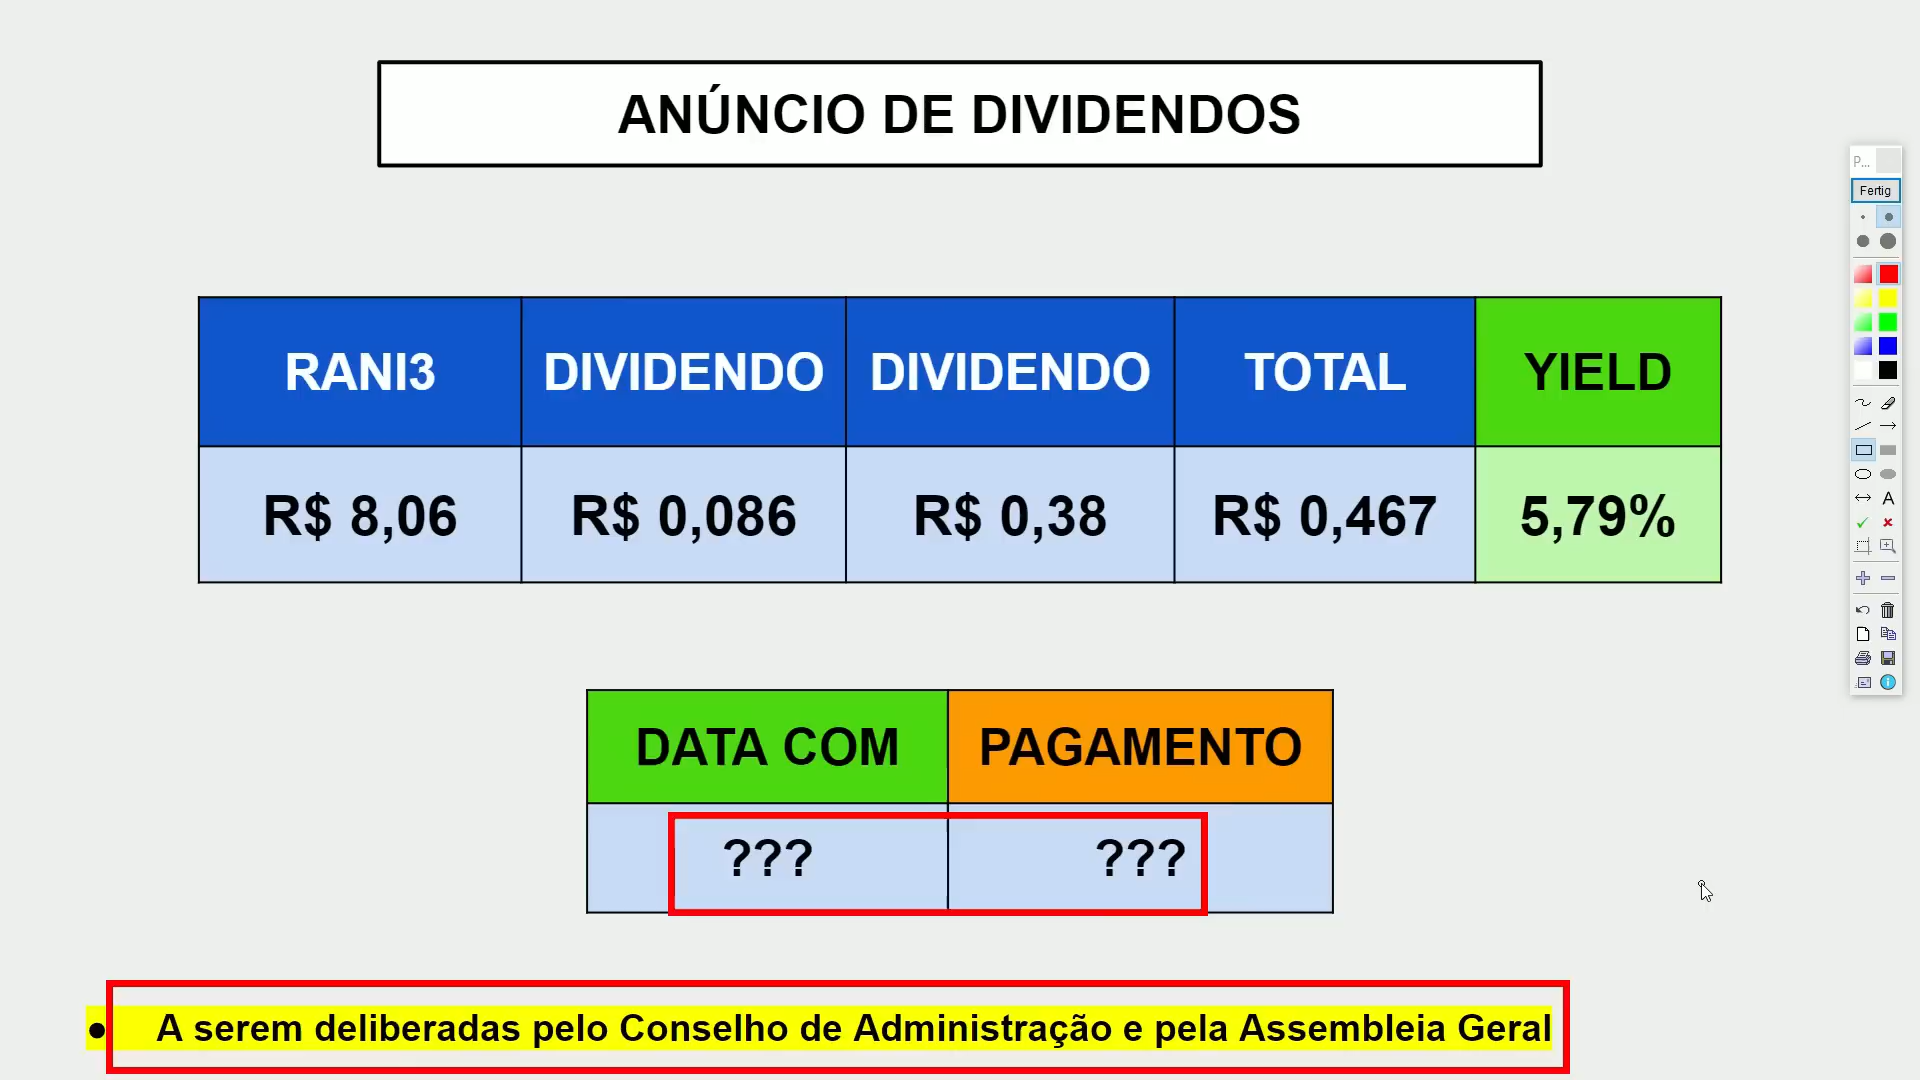 ANÚNCIO DE DIVIDENDOS
P...
Fertig
RANI3 DIVIDENDO DIVIDENDO TOTAL YIELD
R$ 8,06 R$ 0,086 R$ 0,38 R$ 0,467 5,79%
A
DATA COM PAGAMENTO
??? ???
● A serem deliberadas pelo Conselho de Administração e pela Assembleia Geral